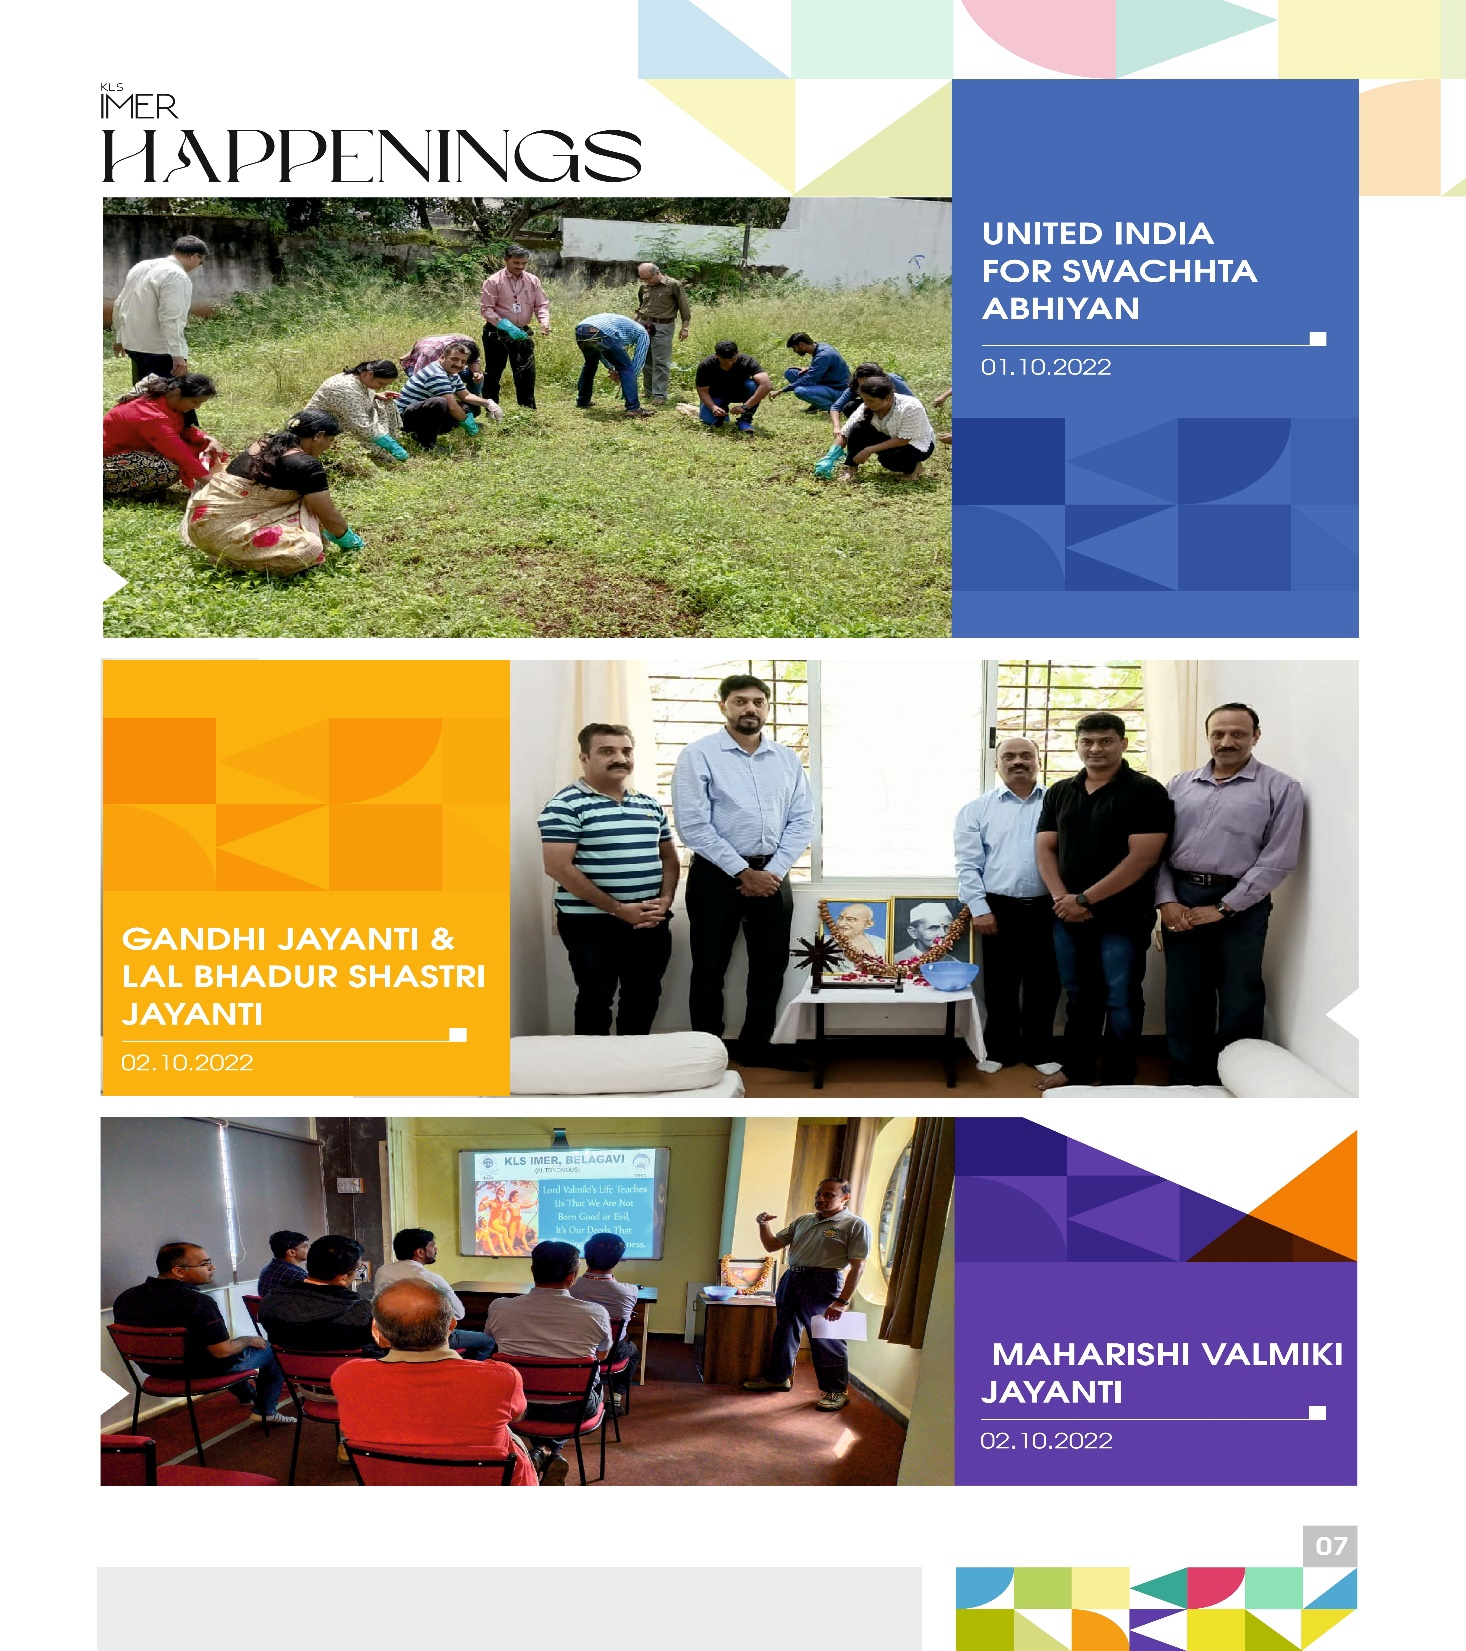 KLS
IMER
HAPPENINGS
UNITED INDIA
FOR SWACHHTA
ABHIYAN
01.10.2022
GANDHI JAYANTI &
LAL BHADUR SHASTRI
JAYANTI
02.10.2022
KLS IMER, BELAGAVI
(AUTONOMOUS)
Lord Valmiki's Life Teaches
Us That We Are Not
Born Good or Evil,
It's Our Deeds That
MAHARISHI VALMIKI
JAYANTI
02.10.2022
07